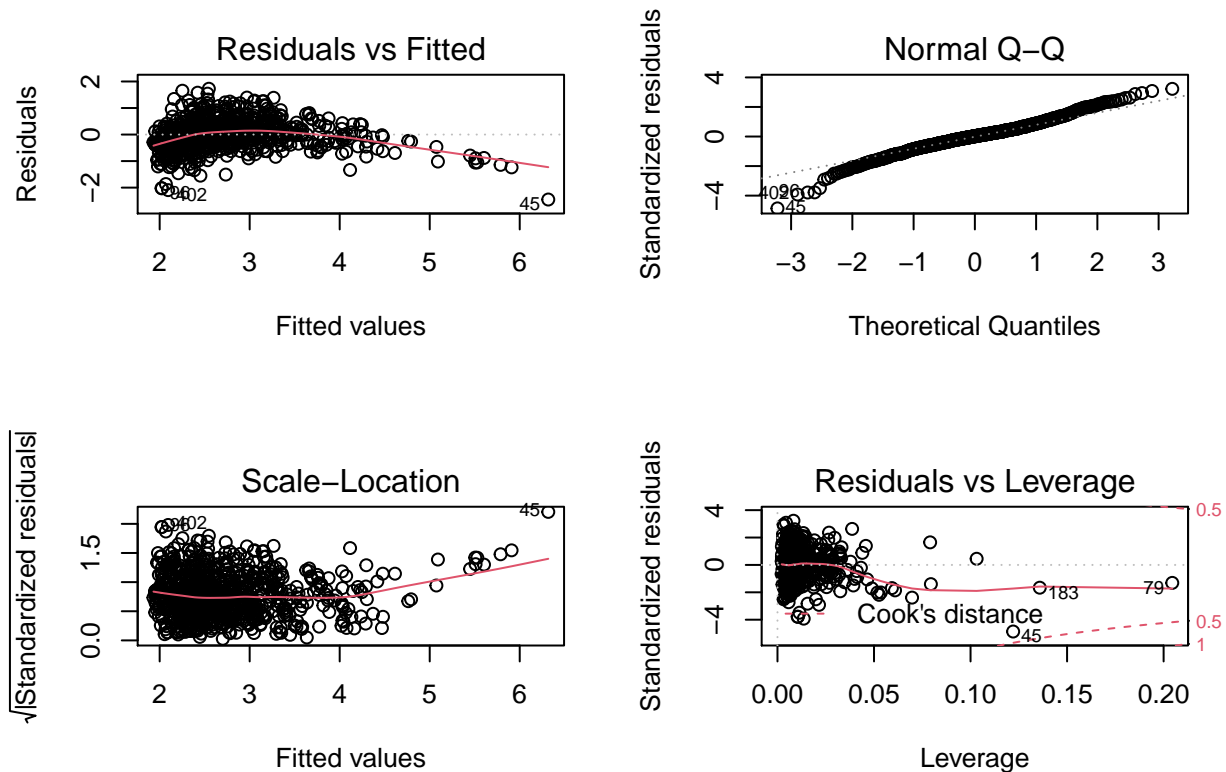 Residuals vs Fitted
Residuals
2
0
−2
96
402
45
2 3 4 5 6
Fitted values
Normal Q−Q
Standardized residuals
4
0
−4
402
96
45
−3 −2 −1 0 1 2 3
Theoretical Quantiles
Scale−Location
√|Standardized residuals|
1.5
0.0
96
402
45
2 3 4 5 6
Fitted values
Residuals vs Leverage
Standardized residuals
4
0
−4
0.5
183
79
Cook's distance
45
0.5
1
0.00 0.05 0.10 0.15 0.20
Leverage